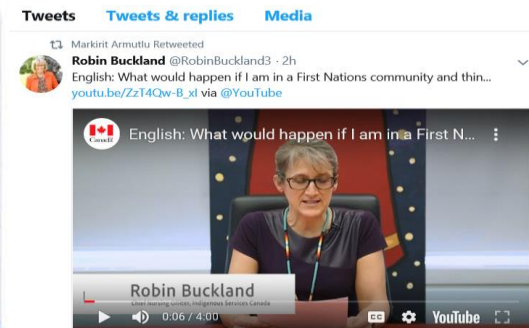 Tweets Tweets & replies Media
Markirit Armutlu Retweeted
Robin Buckland @RobinBuckland3 · 2h
English: What would happen if I am in a First Nations community and thin...
youtu.be/ZzT4Qw-B_xI via @YouTube
Canada English: What would happen if I am in a First N...
Robin Buckland
Chief Nursing Officer, Indigenous Services Canada
0:06 / 4:00 CC YouTube